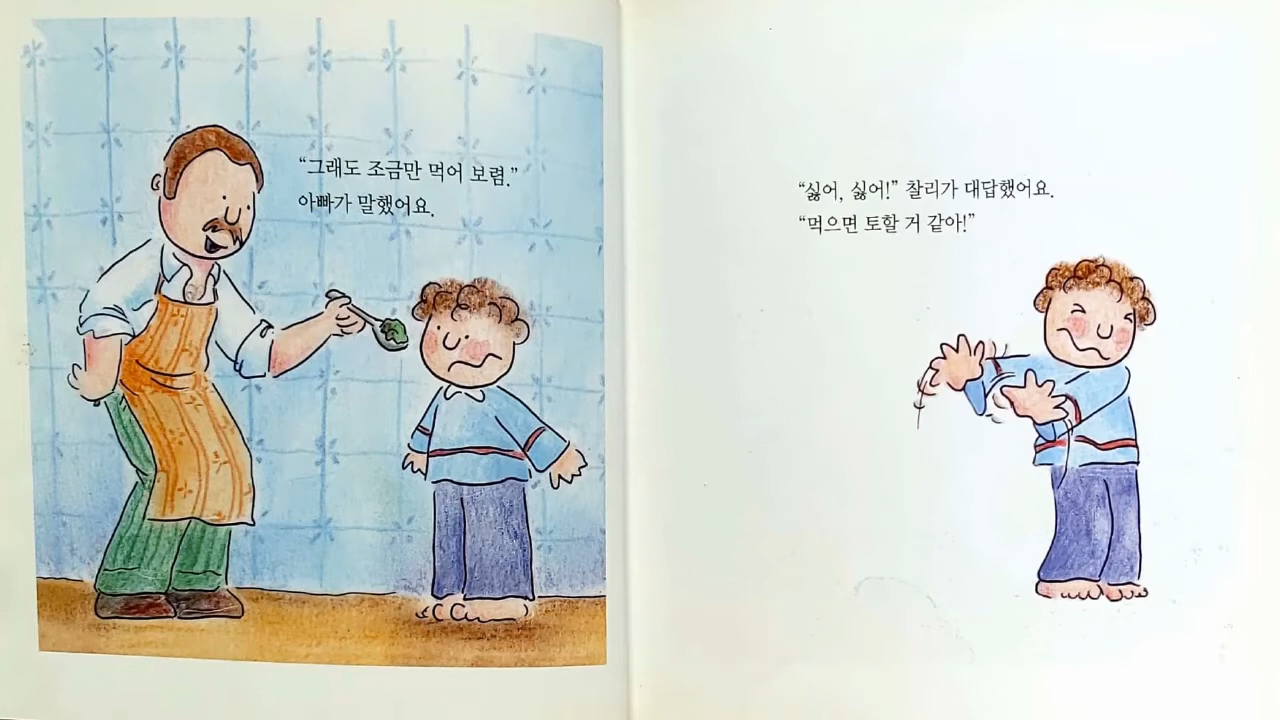 “그래도 조금만 먹어 보렴.”
아빠가 말했어요.
“싫어, 싫어!” 찰리가 대답했어요.
“먹으면 토할 거 같아!”